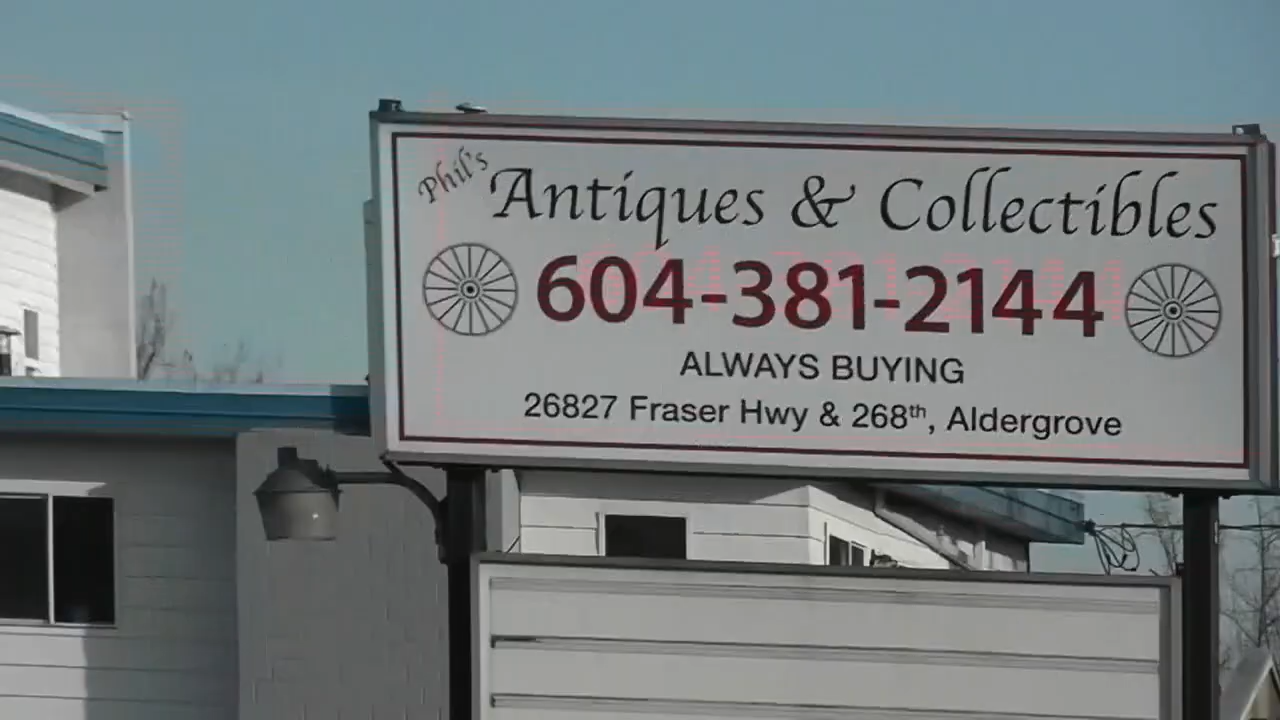 Phil's
Antiques & Collectibles
604-381-2144
ALWAYS BUYING
26827 Fraser Hwy & 268th, Aldergrove